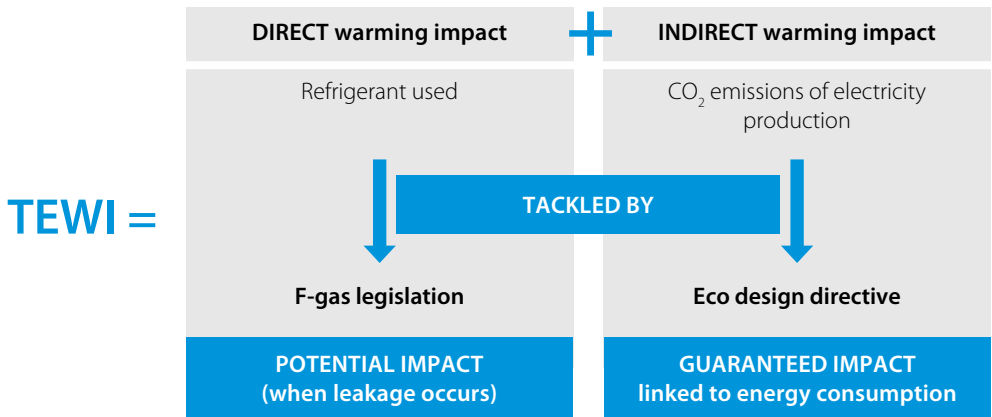 TEWI =
DIRECT warming impact
+
INDIRECT warming impact
Refrigerant used
CO₂ emissions of electricity
production
TACKLED BY
F-gas legislation
Eco design directive
POTENTIAL IMPACT
(when leakage occurs)
GUARANTEED IMPACT
linked to energy consumption